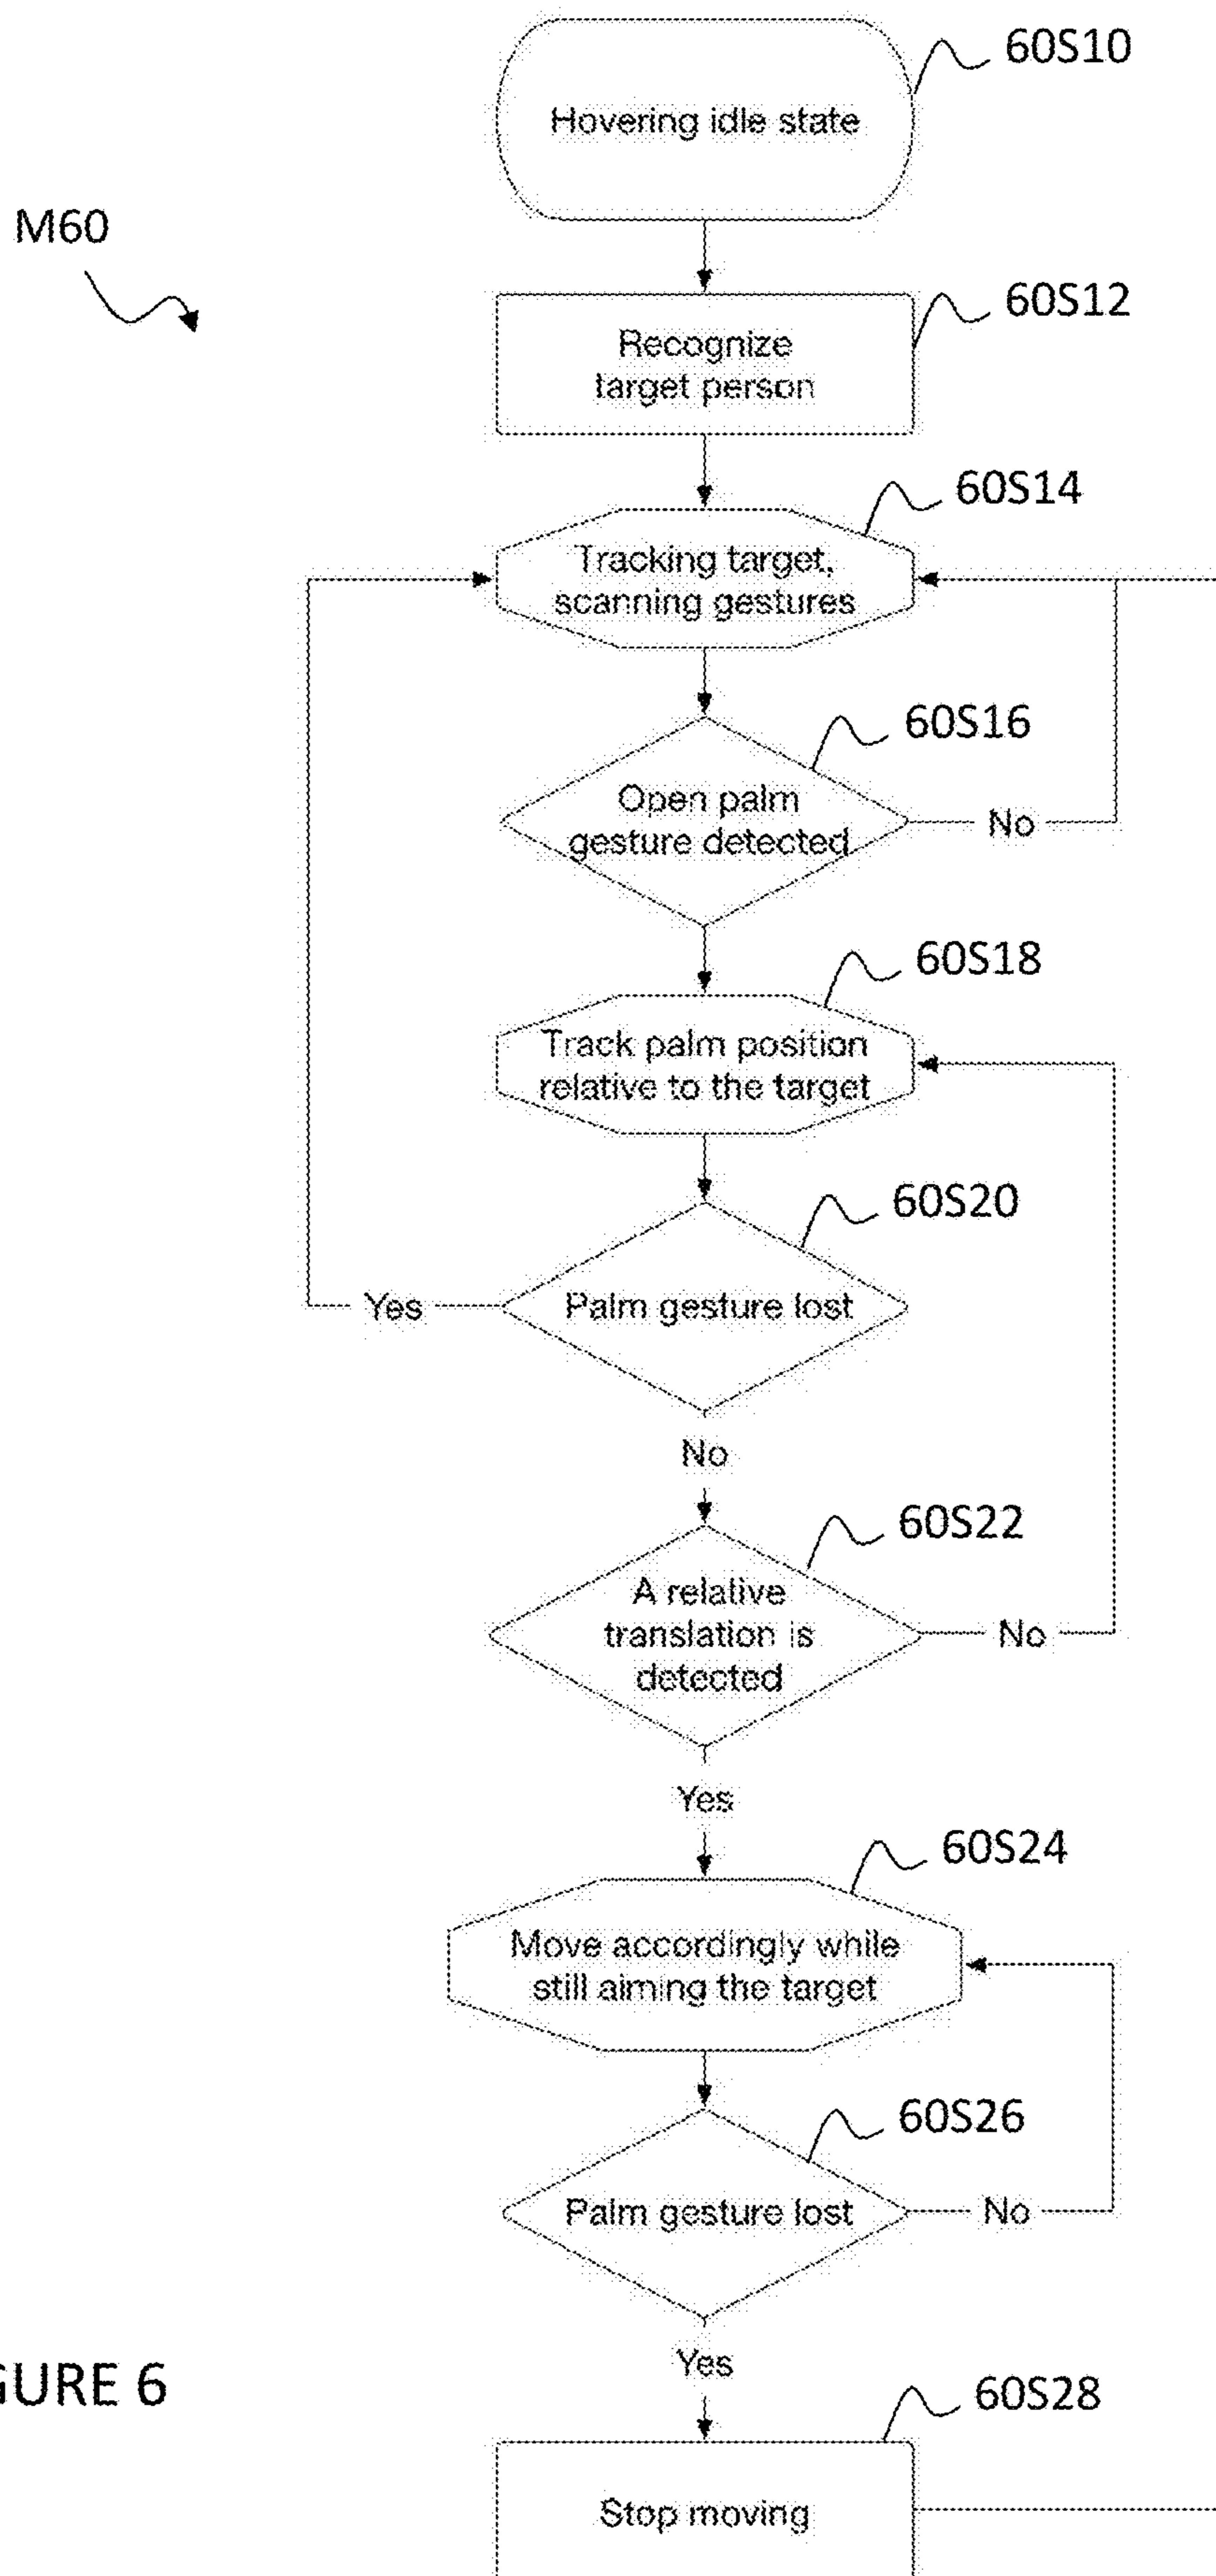 60S10
Hovering idle state
M60
60S12
Recognize
target person
60S14
Tracking target,
scanning gestures
60S16
Open palm
gesture detected
No
60S18
Track palm position
relative to the target
60S20
Palm gesture lost
Yes
No
60S22
A relative
translation is
detected
No
Yes
60S24
Move accordingly while
still aiming the target
60S26
Palm gesture lost
No
Yes
GURE 6
60S28
Stop moving